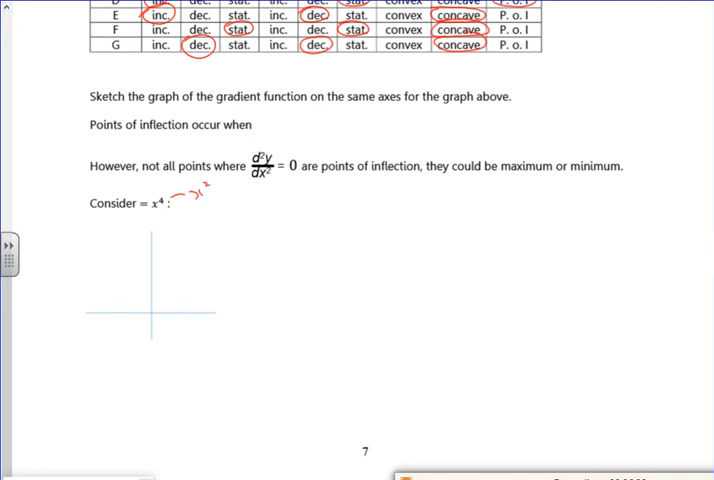 E inc. dec. stat. inc. dec. stat. convex concave P. o. I
F inc. dec. stat inc. dec. stat convex concave P. o. I
G inc. dec. stat. inc. dec. stat. convex concave P. o. I
Sketch the graph of the gradient function on the same axes for the graph above.
Points of inflection occur when
However, not all points where d²y/dx² = 0 are points of inflection, they could be maximum or minimum.
Consider = x⁴ : − x²
7